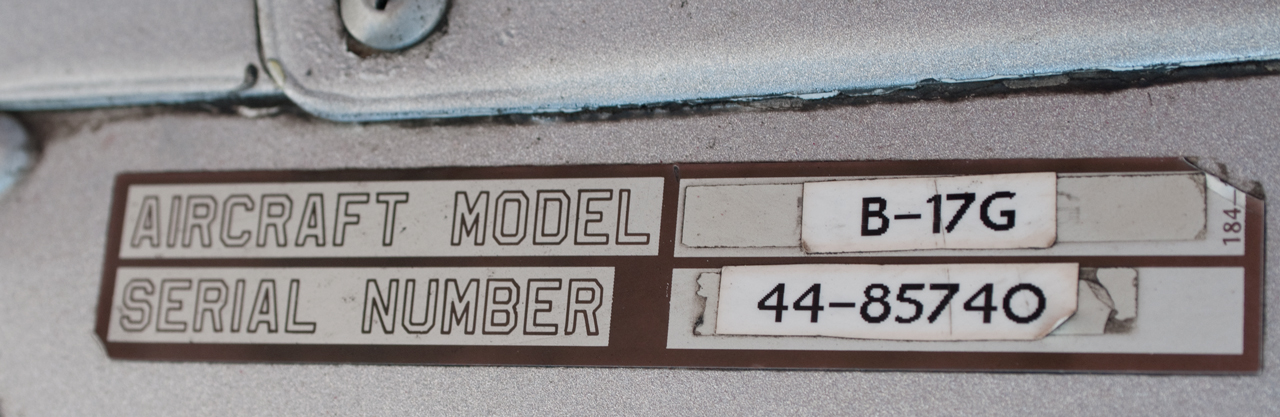 AIRCRAFT MODEL B-17G
184-
SERIAL NUMBER 44-85740